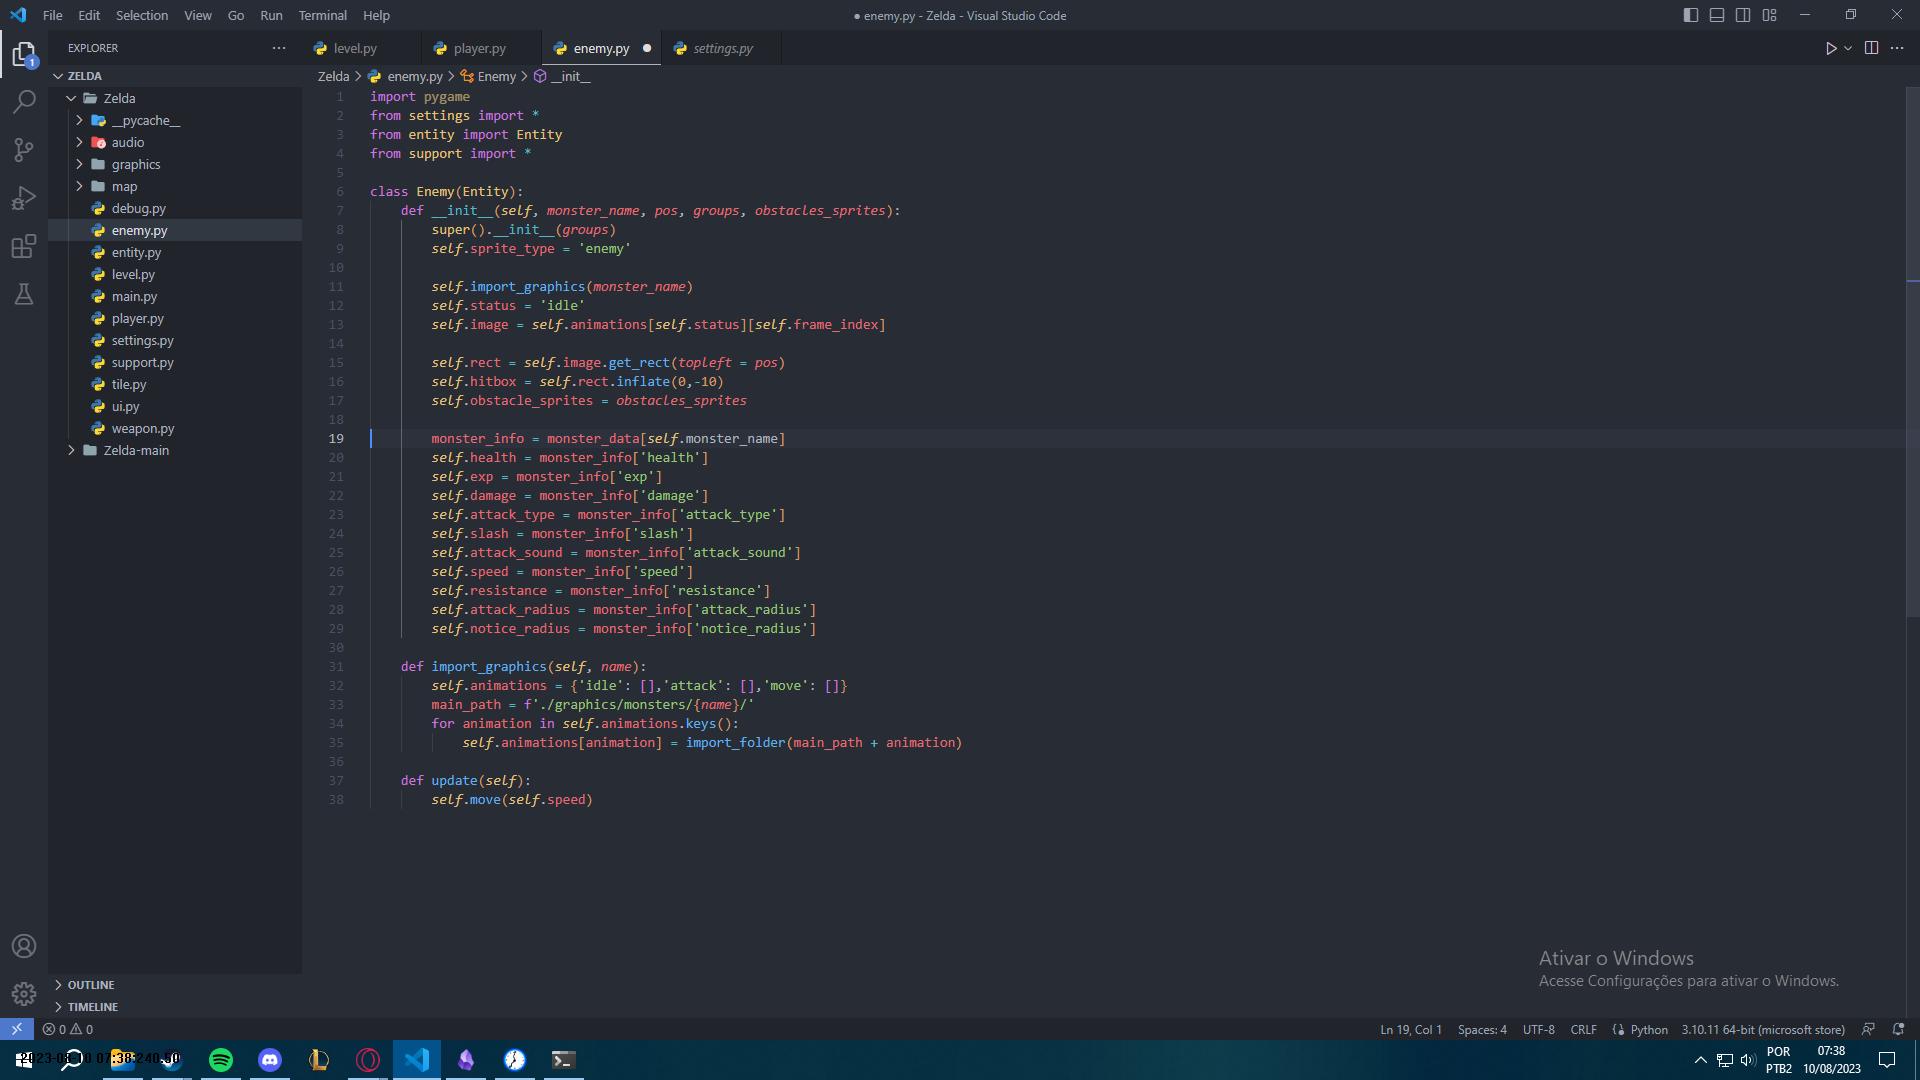 File Edit Selection View Go Run Terminal Help
● enemy.py - Zelda - Visual Studio Code
EXPLORER
level.py
player.py
enemy.py
settings.py
1
ZELDA
Zelda
__pycache__
audio
graphics
map
debug.py
enemy.py
entity.py
level.py
main.py
player.py
settings.py
support.py
tile.py
ui.py
weapon.py
Zelda-main
OUTLINE
TIMELINE
Zelda > enemy.py > Enemy > __init__
1 import pygame
2 from settings import *
3 from entity import Entity
4 from support import *
5
6 class Enemy(Entity):
7 def __init__(self, monster_name, pos, groups, obstacles_sprites):
8 super().__init__(groups)
9 self.sprite_type = 'enemy'
10
11 self.import_graphics(monster_name)
12 self.status = 'idle'
13 self.image = self.animations[self.status][self.frame_index]
14
15 self.rect = self.image.get_rect(topleft = pos)
16 self.hitbox = self.rect.inflate(0,-10)
17 self.obstacle_sprites = obstacles_sprites
18
19 monster_info = monster_data[self.monster_name]
20 self.health = monster_info['health']
21 self.exp = monster_info['exp']
22 self.damage = monster_info['damage']
23 self.attack_type = monster_info['attack_type']
24 self.slash = monster_info['slash']
25 self.attack_sound = monster_info['attack_sound']
26 self.speed = monster_info['speed']
27 self.resistance = monster_info['resistance']
28 self.attack_radius = monster_info['attack_radius']
29 self.notice_radius = monster_info['notice_radius']
30
31 def import_graphics(self, name):
32 self.animations = {'idle': [],'attack': [],'move': []}
33 main_path = f'./graphics/monsters/{name}/'
34 for animation in self.animations.keys():
35 self.animations[animation] = import_folder(main_path + animation)
36
37 def update(self):
38 self.move(self.speed)
Ativar o Windows
Acesse Configurações para ativar o Windows.
0 0
Ln 19, Col 1 Spaces: 4 UTF-8 CRLF Python 3.10.11 64-bit (microsoft store)
POR
PTB2
07:38
10/08/2023